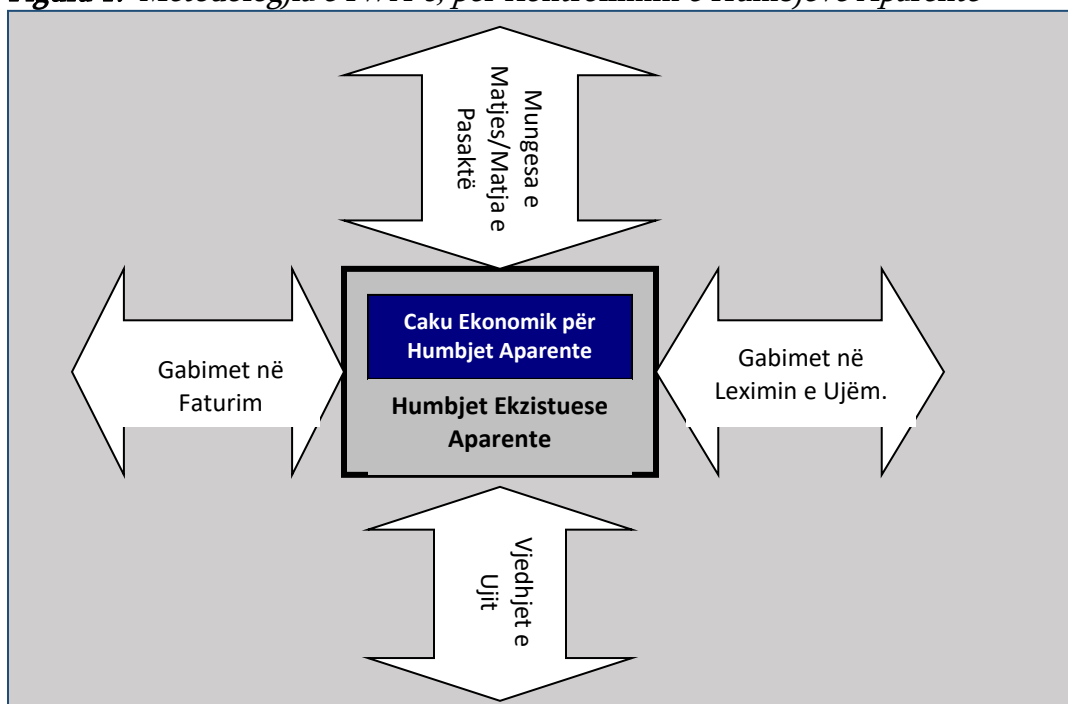 Mungesa e
Matjes/Matja e
Pasaktë
Gabimet në
Faturim
Caku Ekonomik për
Humbjet Aparente
Humbjet Ekzistuese
Aparente
Gabimet në
Leximin e Ujëm.
Vjedhjet e
Ujit